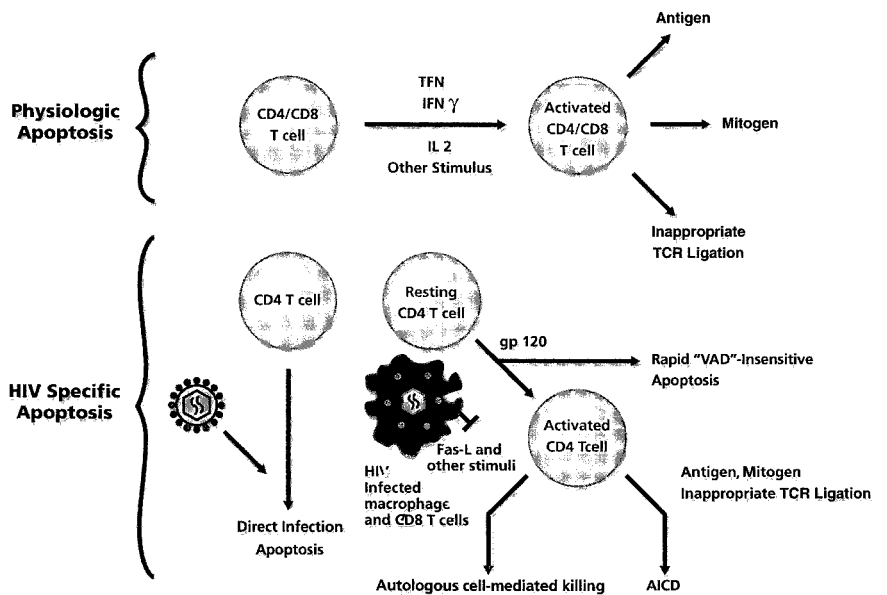 Antigen
Physiologic
Apoptosis
CD4/CD8
T cell
TFN
IFN γ
IL 2
Other Stimulus
Activated
CD4/CD8
T cell
Mitogen
Inappropriate
TCR Ligation
HIV Specific
Apoptosis
CD4 T cell
Resting
CD4 T cell
gp 120
Rapid “VAD”-Insensitive
Apoptosis
Activated
CD4 Tcell
Fas-L and
other stimuli
HIV
Infected
macrophage
and CD8 T cells
Antigen, Mitogen
Inappropriate TCR Ligation
Direct Infection
Apoptosis
Autologous cell-mediated killing
AICD